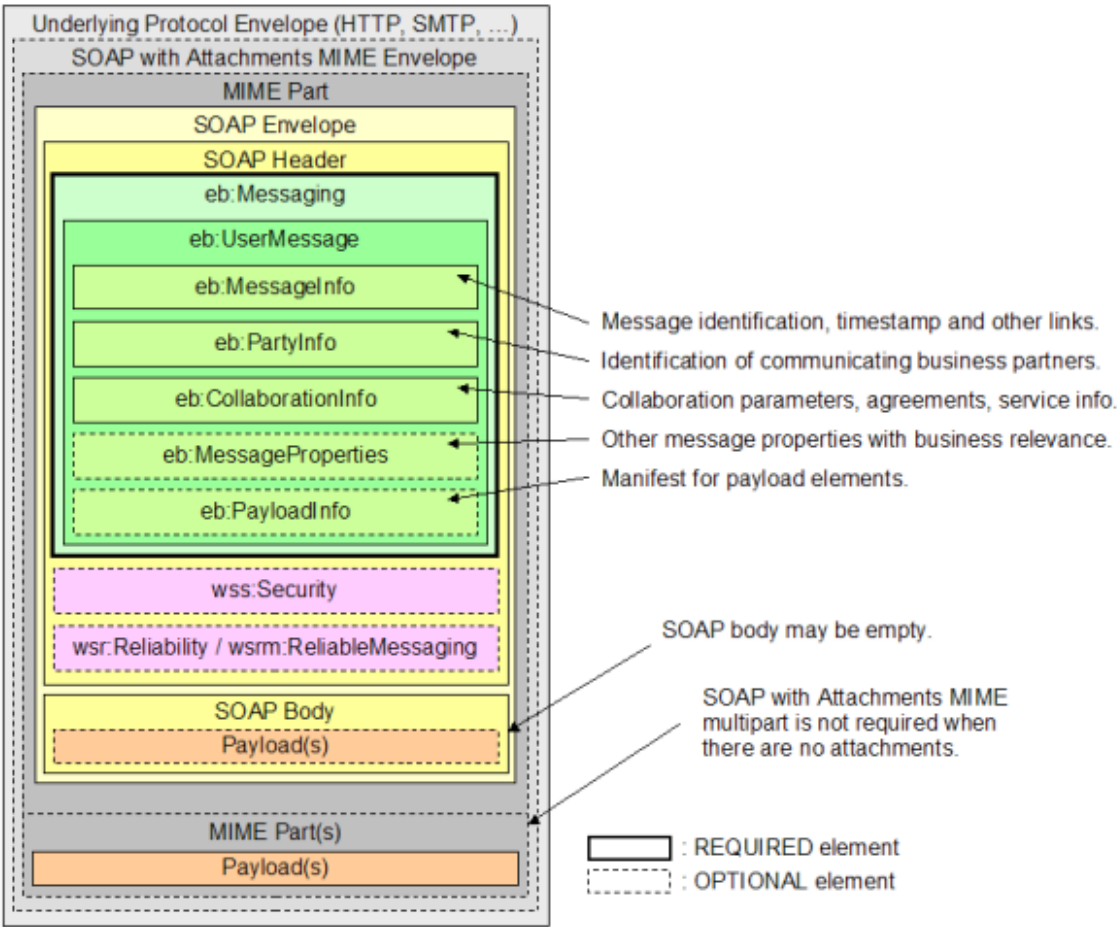 Underlying Protocol Envelope (HTTP, SMTP, …)
SOAP with Attachments MIME Envelope
MIME Part
SOAP Envelope
SOAP Header
eb:Messaging
eb:UserMessage
eb:MessageInfo
eb:PartyInfo
eb:CollaborationInfo
eb:MessageProperties
eb:PayloadInfo
Message identification, timestamp and other links.
Identification of communicating business partners.
Collaboration parameters, agreements, service info.
Other message properties with business relevance.
Manifest for payload elements.
wss:Security
wsr:Reliability / wsrm:ReliableMessaging
SOAP Body
Payload(s)
SOAP body may be empty.
SOAP with Attachments MIME
multipart is not required when
there are no attachments.
MIME Part(s)
Payload(s)
: REQUIRED element
: OPTIONAL element